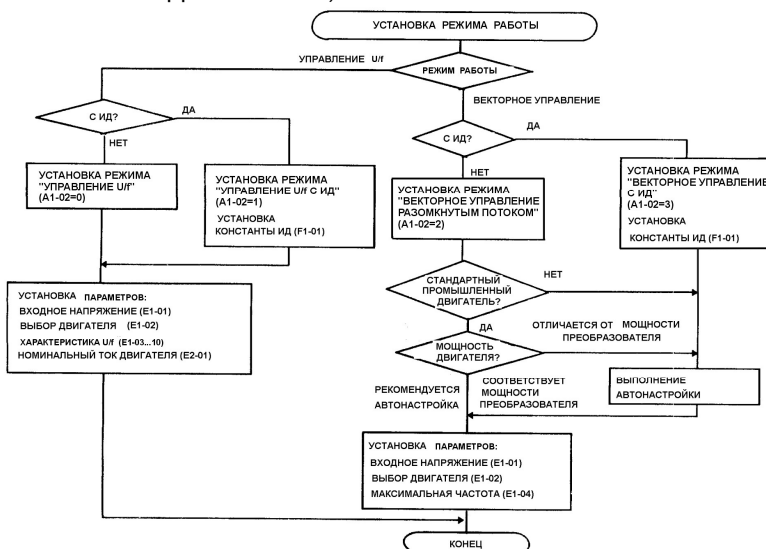 УСТАНОВКА РЕЖИМА РАБОТЫ
УПРАВЛЕНИЕ U/f
РЕЖИМ РАБОТЫ
ВЕКТОРНОЕ УПРАВЛЕНИЕ
С ИД?
ДА
НЕТ
С ИД?
ДА
НЕТ
УСТАНОВКА РЕЖИМА
"УПРАВЛЕНИЕ U/f"
(A1-02=0)
УСТАНОВКА РЕЖИМА
"УПРАВЛЕНИЕ U/f С ИД"
(A1-02=1)
УСТАНОВКА
КОНСТАНТЫ ИД (F1-01)
УСТАНОВКА РЕЖИМА
"ВЕКТОРНОЕ УПРАВЛЕНИЕ
РАЗОМКНУТЫМ ПОТОКОМ"
(A1-02=2)
УСТАНОВКА РЕЖИМА
"ВЕКТОРНОЕ УПРАВЛЕНИЕ
С ИД"
(A1-02=3)
УСТАНОВКА
КОНСТАНТЫ ИД (F1-01)
СТАНДАРТНЫЙ
ПРОМЫШЛЕННЫЙ
ДВИГАТЕЛЬ?
НЕТ
ДА
УСТАНОВКА ПАРАМЕТРОВ:
ВХОДНОЕ НАПРЯЖЕНИЕ (E1-01)
ВЫБОР ДВИГАТЕЛЯ (E1-02)
ХАРАКТЕРИСТИКА U/f (E1-03...10)
НОМИНАЛЬНЫЙ ТОК ДВИГАТЕЛЯ (E2-01)
МОЩНОСТЬ
ДВИГАТЕЛЯ?
ОТЛИЧАЕТСЯ ОТ МОЩНОСТИ
ПРЕОБРАЗОВАТЕЛЯ
РЕКОМЕНДУЕТСЯ
АВТОНАСТРОЙКА
СООТВЕТСТВУЕТ
МОЩНОСТИ
ПРЕОБРАЗОВАТЕЛЯ
ВЫПОЛНЕНИЕ
АВТОНАСТРОЙКИ
УСТАНОВКА ПАРАМЕТРОВ:
ВХОДНОЕ НАПРЯЖЕНИЕ (E1-01)
ВЫБОР ДВИГАТЕЛЯ (E1-02)
МАКСИМАЛЬНАЯ ЧАСТОТА (E1-04)
КОНЕЦ